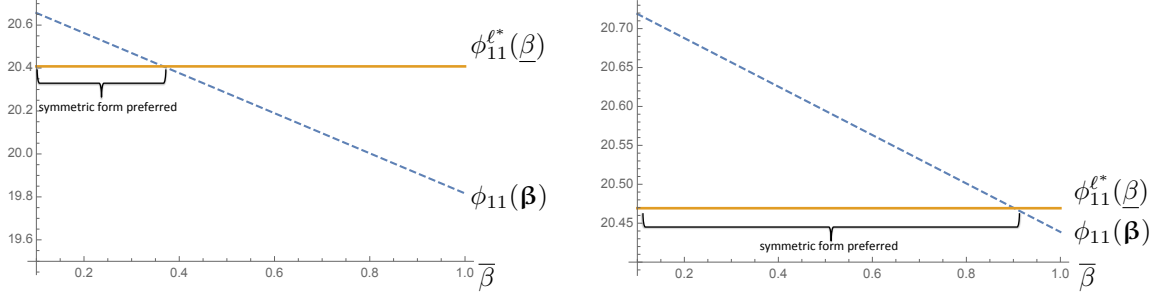 20.6
20.4
20.2
20.0
19.8
19.6
0.2 0.4 0.6 0.8 1.0
symmetric form preferred
ϕ₁₁^{ℓ*}(β̲)
ϕ₁₁(𝛃)
β̅
20.70
20.65
20.60
20.55
20.50
20.45
0.2 0.4 0.6 0.8 1.0
symmetric form preferred
ϕ₁₁^{ℓ*}(β̲)
ϕ₁₁(𝛃)
β̅